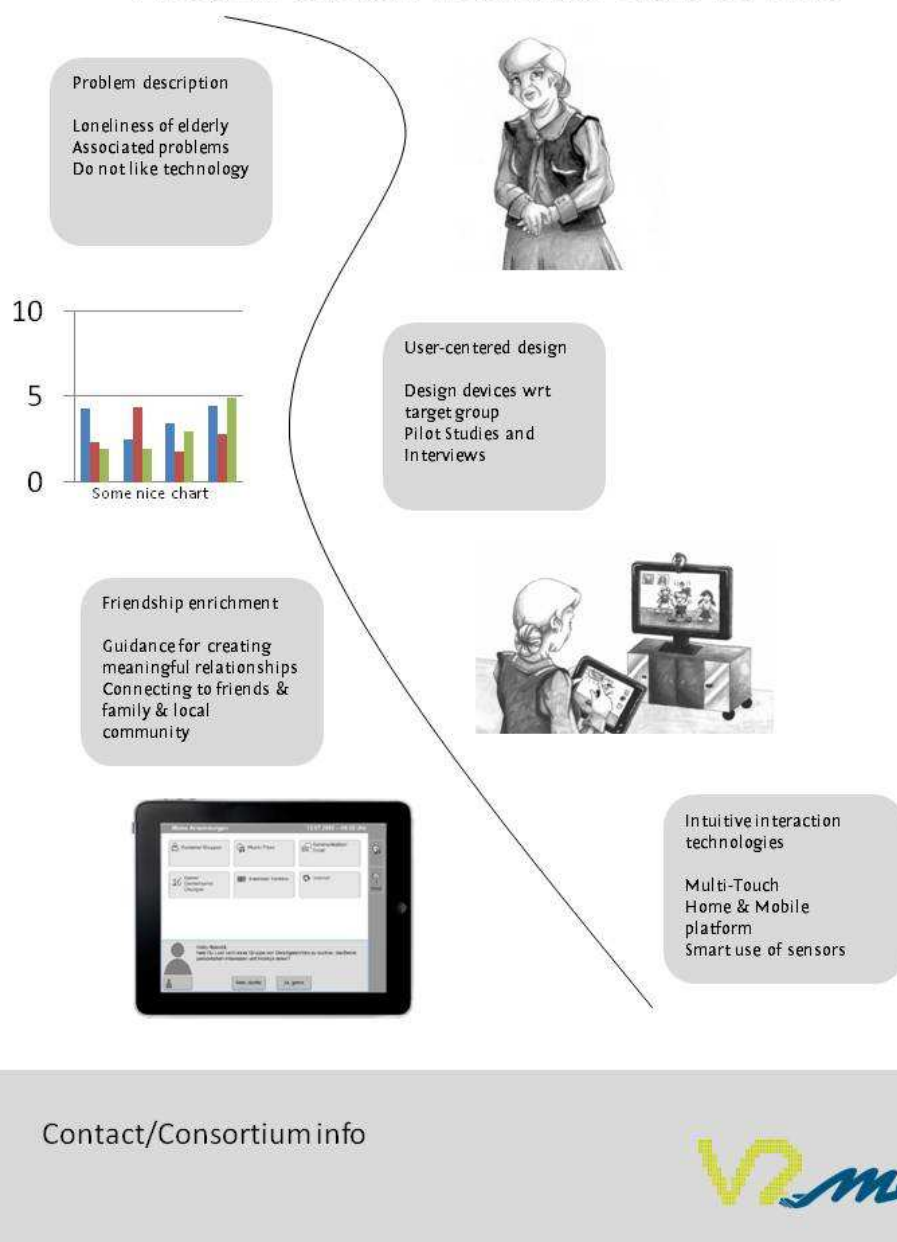 Problem description
Loneliness of elderly
Associated problems
Do not like technology
10
5
0
Some nice chart
User-centered design
Design devices wrt
target group
Pilot Studies and
Interviews
Friendship enrichment
Guidance for creating
meaningful relationships
Connecting to friends &
family & local
community
Intuitive interaction
technologies
Multi-Touch
Home & Mobile
platform
Smart use of sensors
Contact/Consortium info
V2me